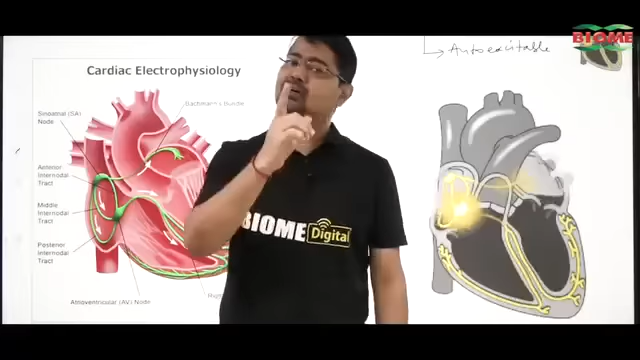 ↳ Autoexcitable
BIOME
Cardiac Electrophysiology
Bachmann's Bundle
Sinoatrial (SA)
Node
Anterior
Internodal
Tract
Middle
Internodal
Tract
Posterior
Internodal
Tract
Atrioventricular (AV) Node
Right
BIOME Digital